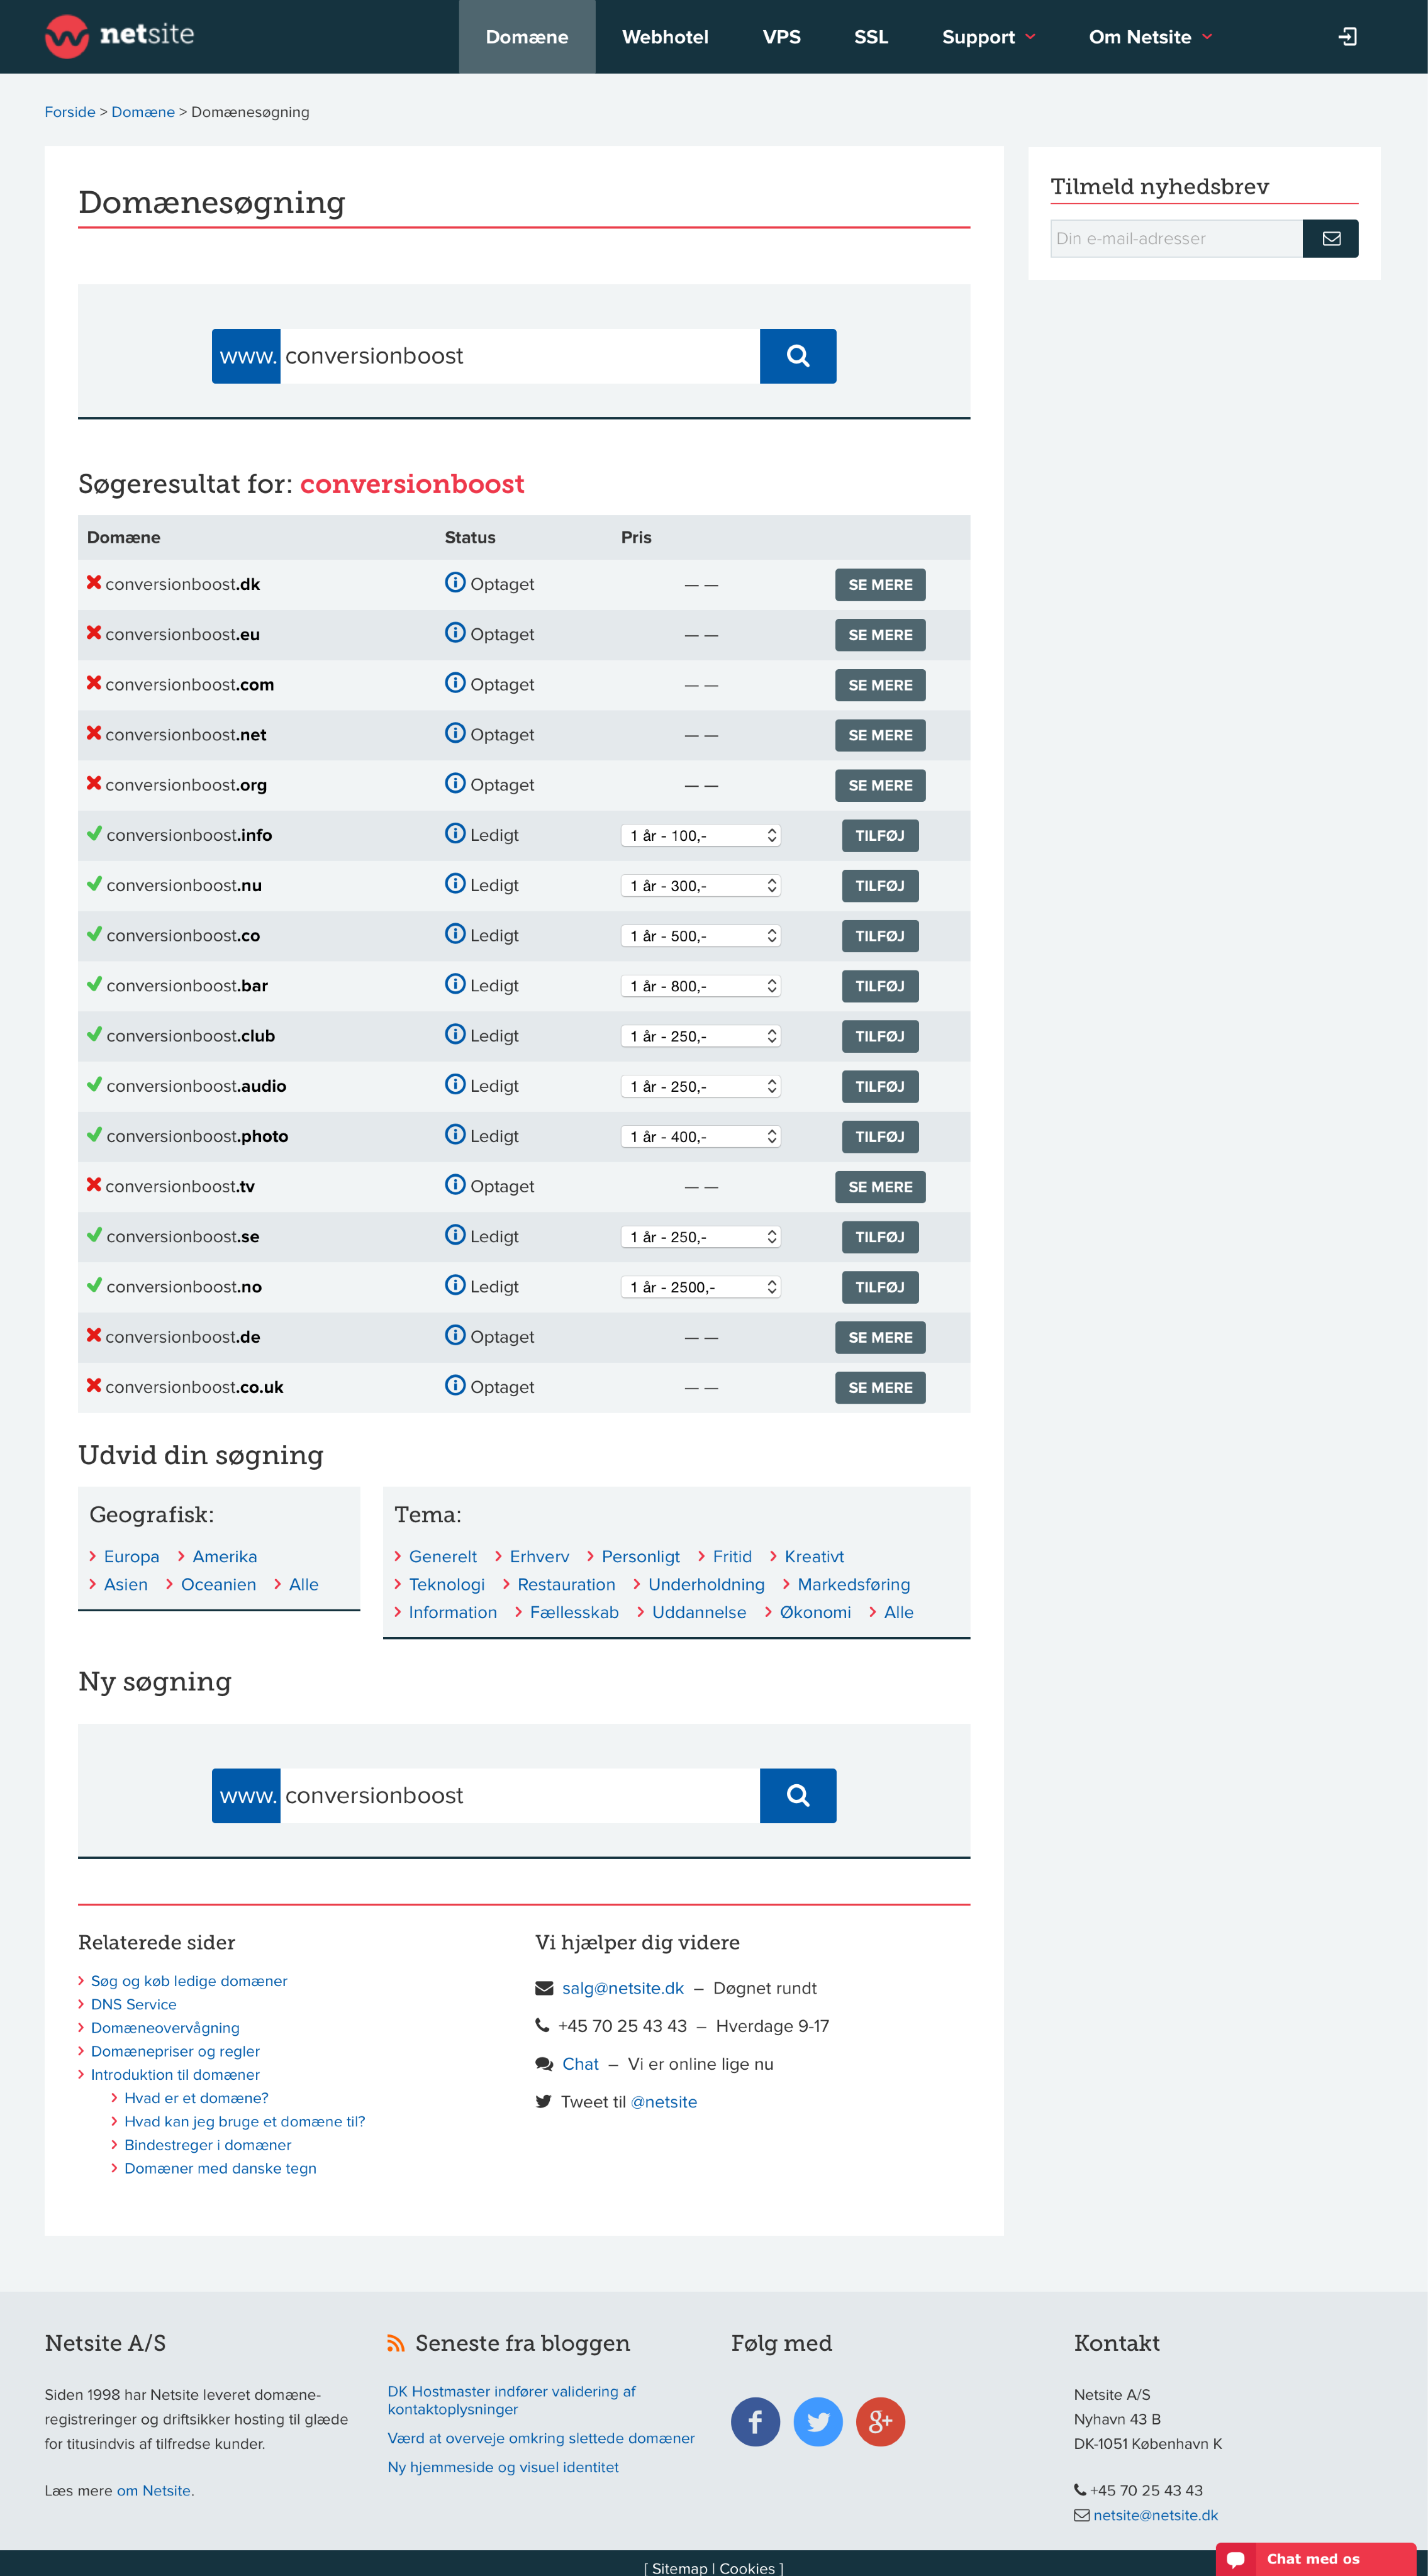 netsite
Domæne Webhotel VPS SSL Support Om Netsite
Forside > Domæne > Domænesøgning
Domænesøgning
www. conversionboost
Søgeresultat for: conversionboost
Domæne Status Pris
conversionboost.dk Optaget — — SE MERE
conversionboost.eu Optaget — — SE MERE
conversionboost.com Optaget — — SE MERE
conversionboost.net Optaget — — SE MERE
conversionboost.org Optaget — — SE MERE
conversionboost.info Ledigt 1 år - 100,- TILFØJ
conversionboost.nu Ledigt 1 år - 300,- TILFØJ
conversionboost.co Ledigt 1 år - 500,- TILFØJ
conversionboost.bar Ledigt 1 år - 800,- TILFØJ
conversionboost.club Ledigt 1 år - 250,- TILFØJ
conversionboost.audio Ledigt 1 år - 250,- TILFØJ
conversionboost.photo Ledigt 1 år - 400,- TILFØJ
conversionboost.tv Optaget — — SE MERE
conversionboost.se Ledigt 1 år - 250,- TILFØJ
conversionboost.no Ledigt 1 år - 2500,- TILFØJ
conversionboost.de Optaget — — SE MERE
conversionboost.co.uk Optaget — — SE MERE
Udvid din søgning
Geografisk:
Europa Amerika
Asien Oceanien Alle
Tema:
Generelt Erhverv Personligt Fritid Kreativt
Teknologi Restauration Underholdning Markedsføring
Information Fællesskab Uddannelse Økonomi Alle
Ny søgning
www. conversionboost
Relaterede sider
Søg og køb ledige domæner
DNS Service
Domæneovervågning
Domænepriser og regler
Introduktion til domæner
Hvad er et domæne?
Hvad kan jeg bruge et domæne til?
Bindestreger i domæner
Domæner med danske tegn
Vi hjælper dig videre
salg@netsite.dk – Døgnet rundt
+45 70 25 43 43 – Hverdage 9-17
Chat – Vi er online lige nu
Tweet til @netsite
Tilmeld nyhedsbrev
Din e-mail-adresser
Netsite A/S
Siden 1998 har Netsite leveret domæne-
registreringer og driftsikker hosting til glæde
for titusindvis af tilfredse kunder.
Læs mere om Netsite.
Seneste fra bloggen
DK Hostmaster indfører validering af
kontaktoplysninger
Værd at overveje omkring slettede domæner
Ny hjemmeside og visuel identitet
Følg med
Kontakt
Netsite A/S
Nyhavn 43 B
DK-1051 København K
+45 70 25 43 43
netsite@netsite.dk
[ Sitemap | Cookies ]
Chat med os